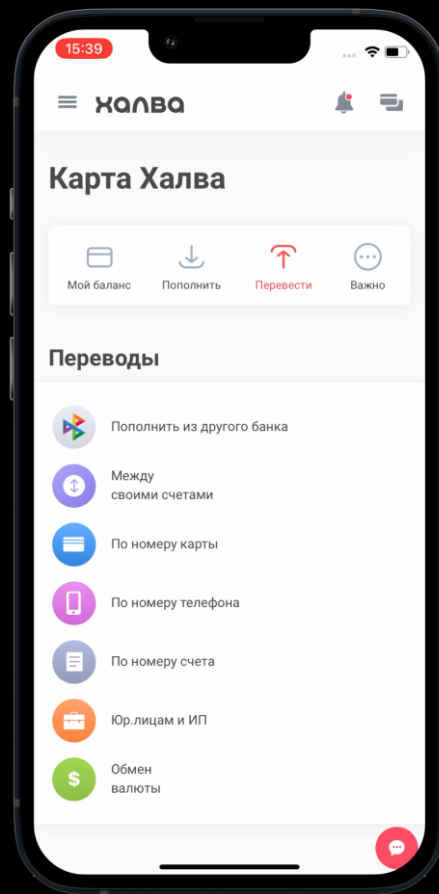 15:39
халва
Карта Халва
Мой баланс
Пополнить
Перевести
Важно
Переводы
Пополнить из другого банка
Между
своими счетами
По номеру карты
По номеру телефона
По номеру счета
Юр.лицам и ИП
$
Обмен
валюты